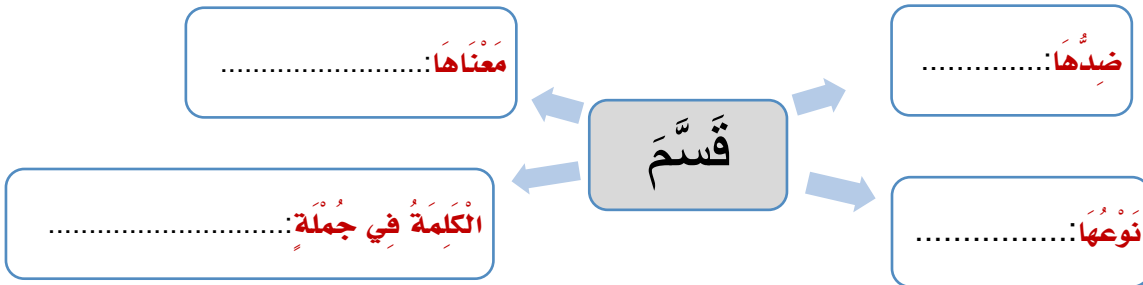 ضِدُّهَا:...............
مَعْنَاهَا:.........................
قَسَّمَ
نَوْعُهَا:.................
الْكَلِمَةُ فِي جُمْلَةٍ:.............................